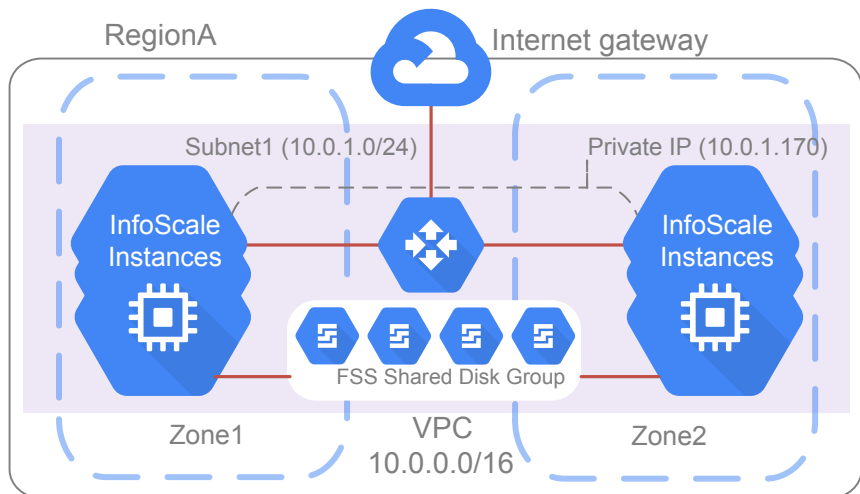 RegionA
Internet gateway
Subnet1 (10.0.1.0/24)
Private IP (10.0.1.170)
InfoScale
Instances
InfoScale
Instances
FSS Shared Disk Group
Zone1
VPC
10.0.0.0/16
Zone2